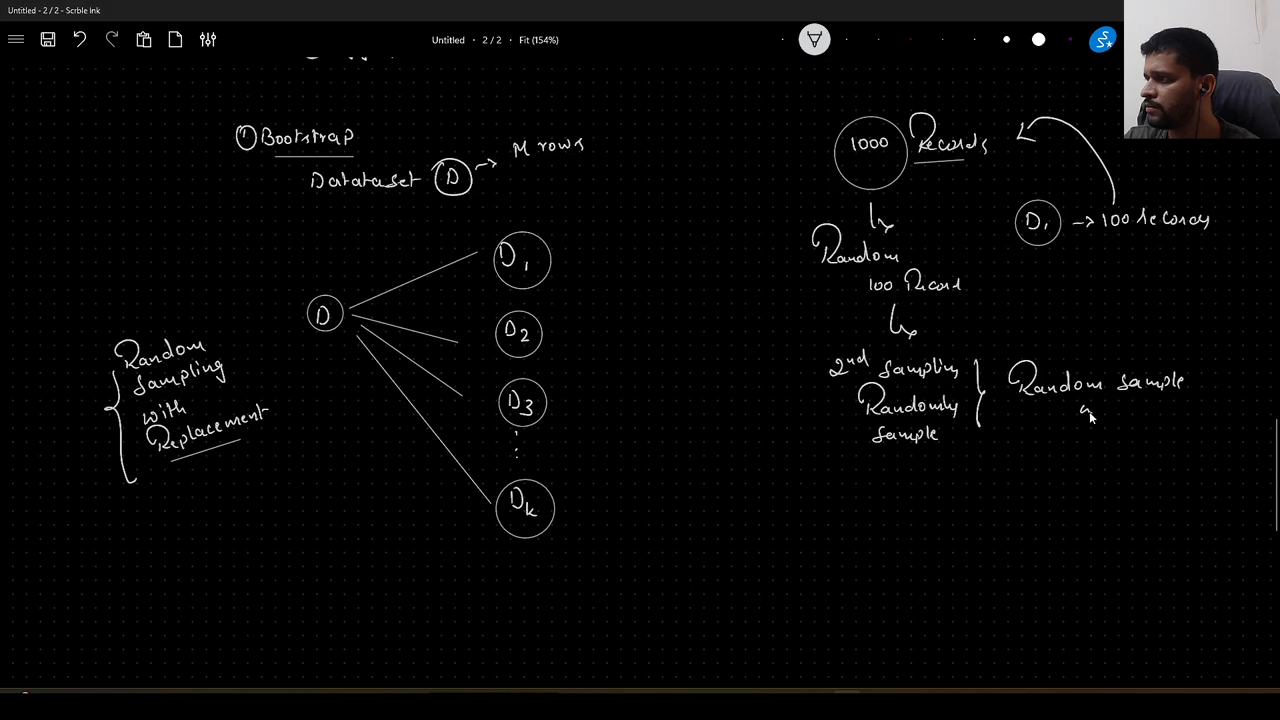 Untitled - 2 / 2 - Scrble Ink
Untitled • 2 / 2 • Fit (154%)
① Bootstrap
Datataset D → M rows
D
D1
D2
D3
Dk
Random
Sampling
with
Replacement
1000 Records
D1 → 100 records
Random
100 Record
2nd Sampling
Randomly
Sample
Random sample